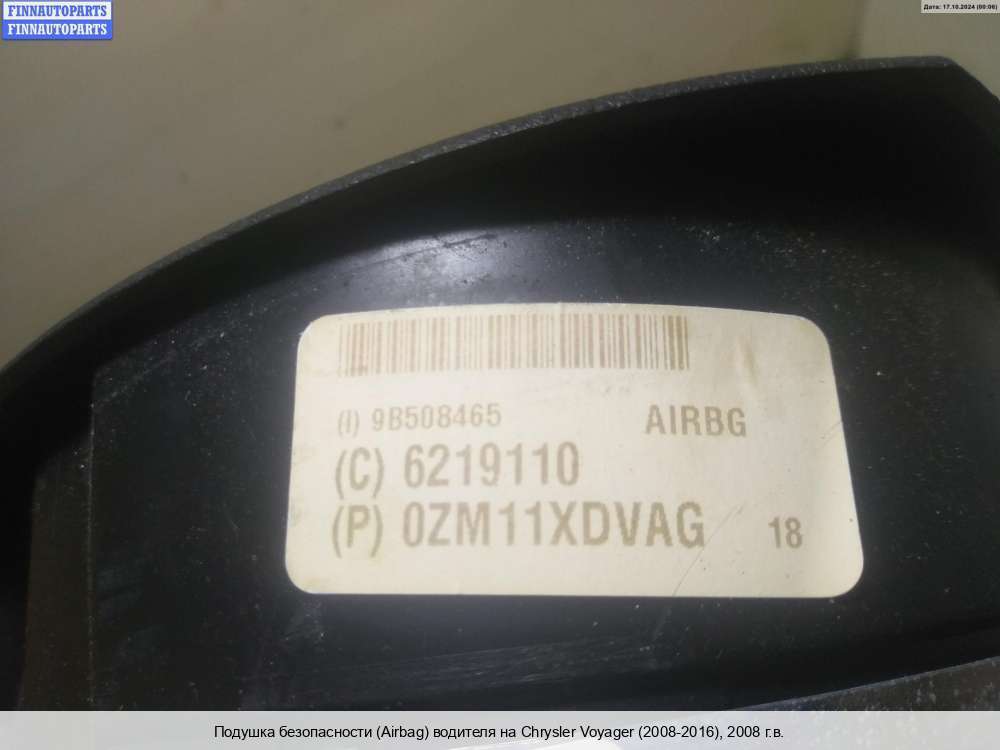 FINNAUTOPARTS
FINNAUTOPARTS
Дата: 17.10.2024 (00:06)
(I) 9B508465 AIRBG
(C) 6219110
(P) 0ZM11XDVAG 18
Подушка безопасности (Airbag) водителя на Chrysler Voyager (2008-2016), 2008 г.в.